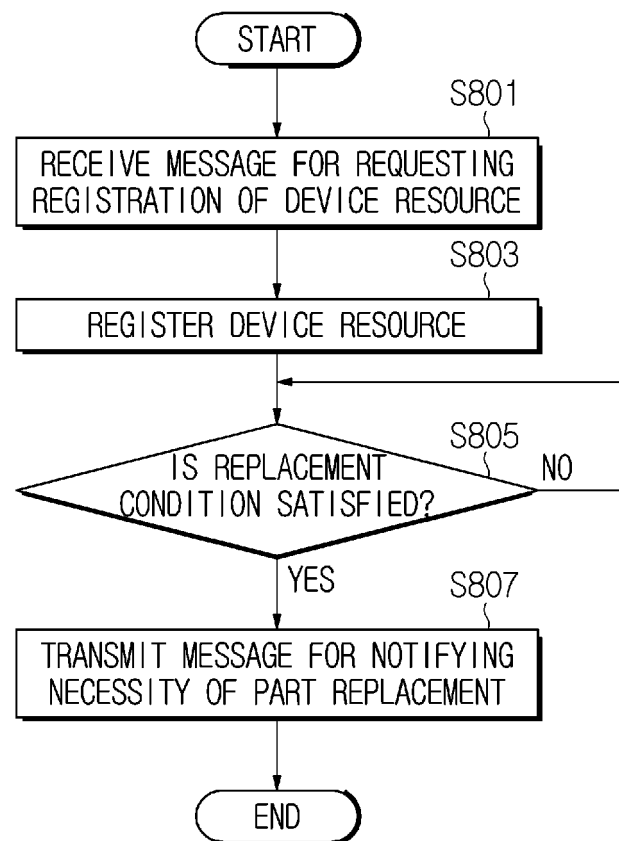 START
S801
RECEIVE MESSAGE FOR REQUESTING
REGISTRATION OF DEVICE RESOURCE
S803
REGISTER DEVICE RESOURCE
S805
IS REPLACEMENT
CONDITION SATISFIED?
NO
YES
S807
TRANSMIT MESSAGE FOR NOTIFYING
NECESSITY OF PART REPLACEMENT
END